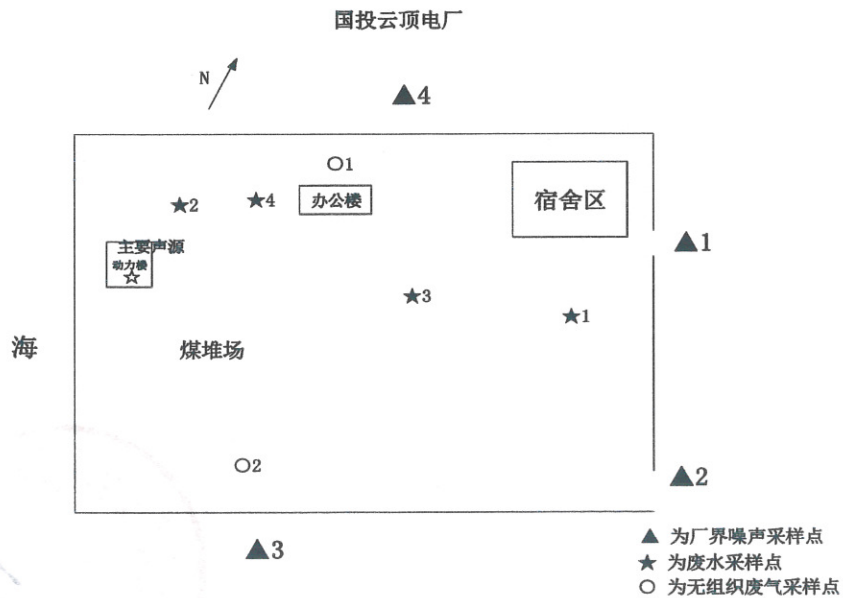 国投云顶电厂
N
▲4
○1
★2
★4
办公楼
宿舍区
主要声源
动力楼
☆
▲1
★3
★1
海
煤堆场
○2
▲2
▲3
▲ 为厂界噪声采样点
★ 为废水采样点
○ 为无组织废气采样点